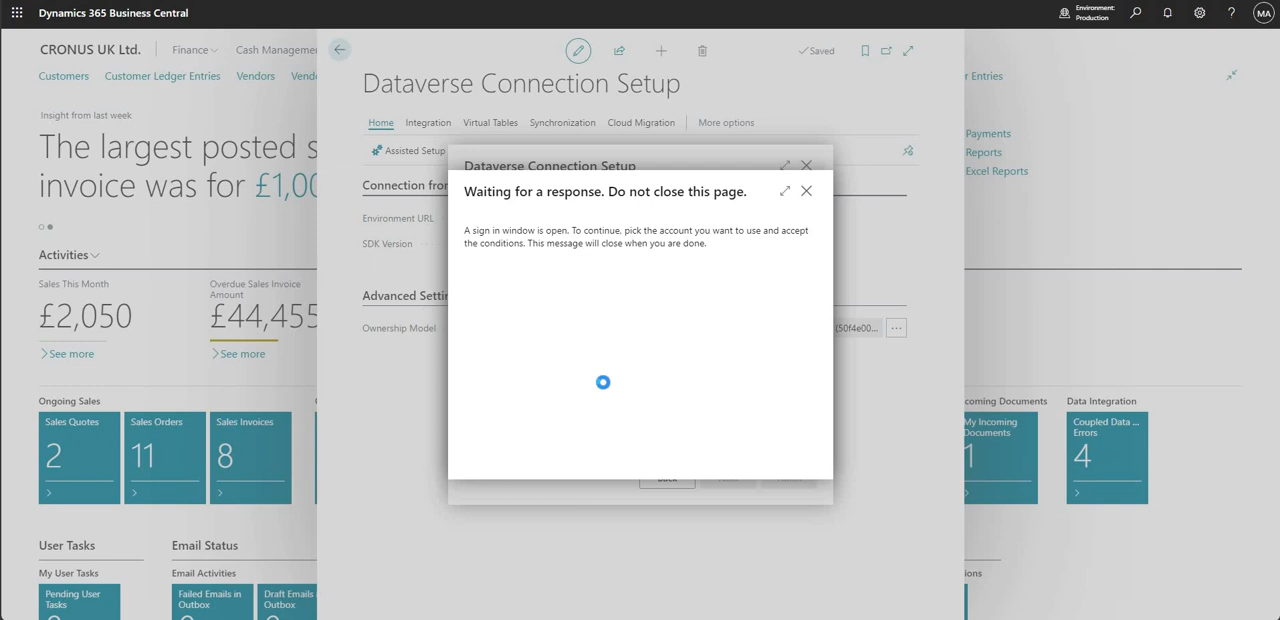 Dynamics 365 Business Central
Environment:
Production
MA
CRONUS UK Ltd.
Finance
Cash Manageme
Customers
Customer Ledger Entries
Vendors
Vend
Insight from last week
The largest posted s
invoice was for £1,00
Activities
Sales This Month
Overdue Sales Invoice
Amount
£2,050
£44,455
See more
See more
Ongoing Sales
Sales Quotes
2
Sales Orders
11
Sales Invoices
8
User Tasks
Email Status
My User Tasks
Email Activities
Pending User
Tasks
Failed Emails in
Outbox
Draft Emails
Outbox
Saved
Dataverse Connection Setup
Home
Integration
Virtual Tables
Synchronization
Cloud Migration
More options
Assisted Setup
Connection fro
Environment URL
SDK Version
Advanced Setti
Ownership Model
(50f4e00...
Dataverse Connection Setup
Waiting for a response. Do not close this page.
A sign in window is open. To continue, pick the account you want to use and accept
the conditions. This message will close when you are done.
Back
r Entries
Payments
Reports
Excel Reports
coming Documents
Data Integration
My Incoming
Documents
1
Coupled Data ...
Errors
4
ions